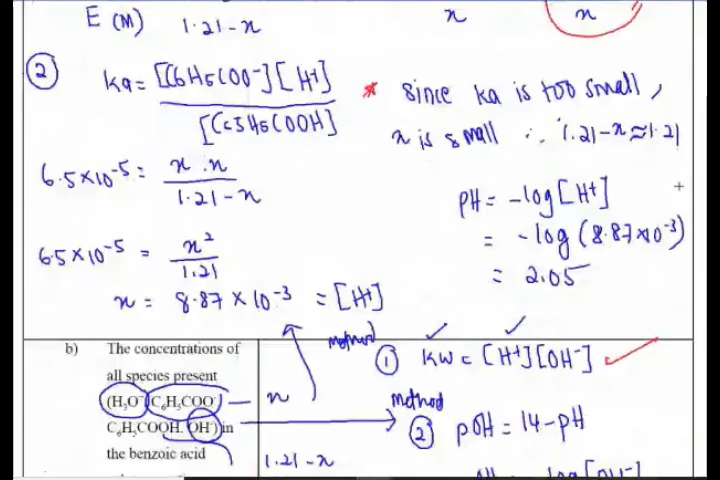 E (M) 1.21-x x x
② Ka = [C6H5COO⁻][H⁺]
[C65H5COOH]
* since ka is too small,
x is small ∴ 1.21-x ≈ 1.21
6.5×10⁻⁵ = x . x
1.21-x
6.5×10⁻⁵ = x²
1.21
x = 8.87 × 10⁻³ = [H⁺]
pH = -log[H⁺]
= -log (8.87×10⁻³)
= 2.05
b) The concentrations of
all species present
(H₃O⁺, C₆H₅COO⁻,
C₆H₅COOH, OH⁻) in
the benzoic acid
x
1.21-x
method
① Kw = [H⁺][OH⁻]
method
② pOH = 14-pH